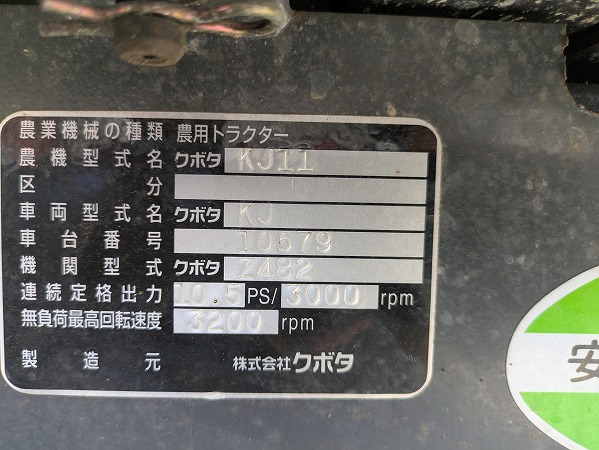 農業機械の種類 農用トラクター
農機型式名 クボタ KJ11
区分
車両型式名 クボタ KJ
車台番号 10679
機関型式 クボタ Z482
連続定格出力 10.5 PS/ 3000 rpm
無負荷最高回転速度 3200 rpm
製造元 株式会社クボタ
安